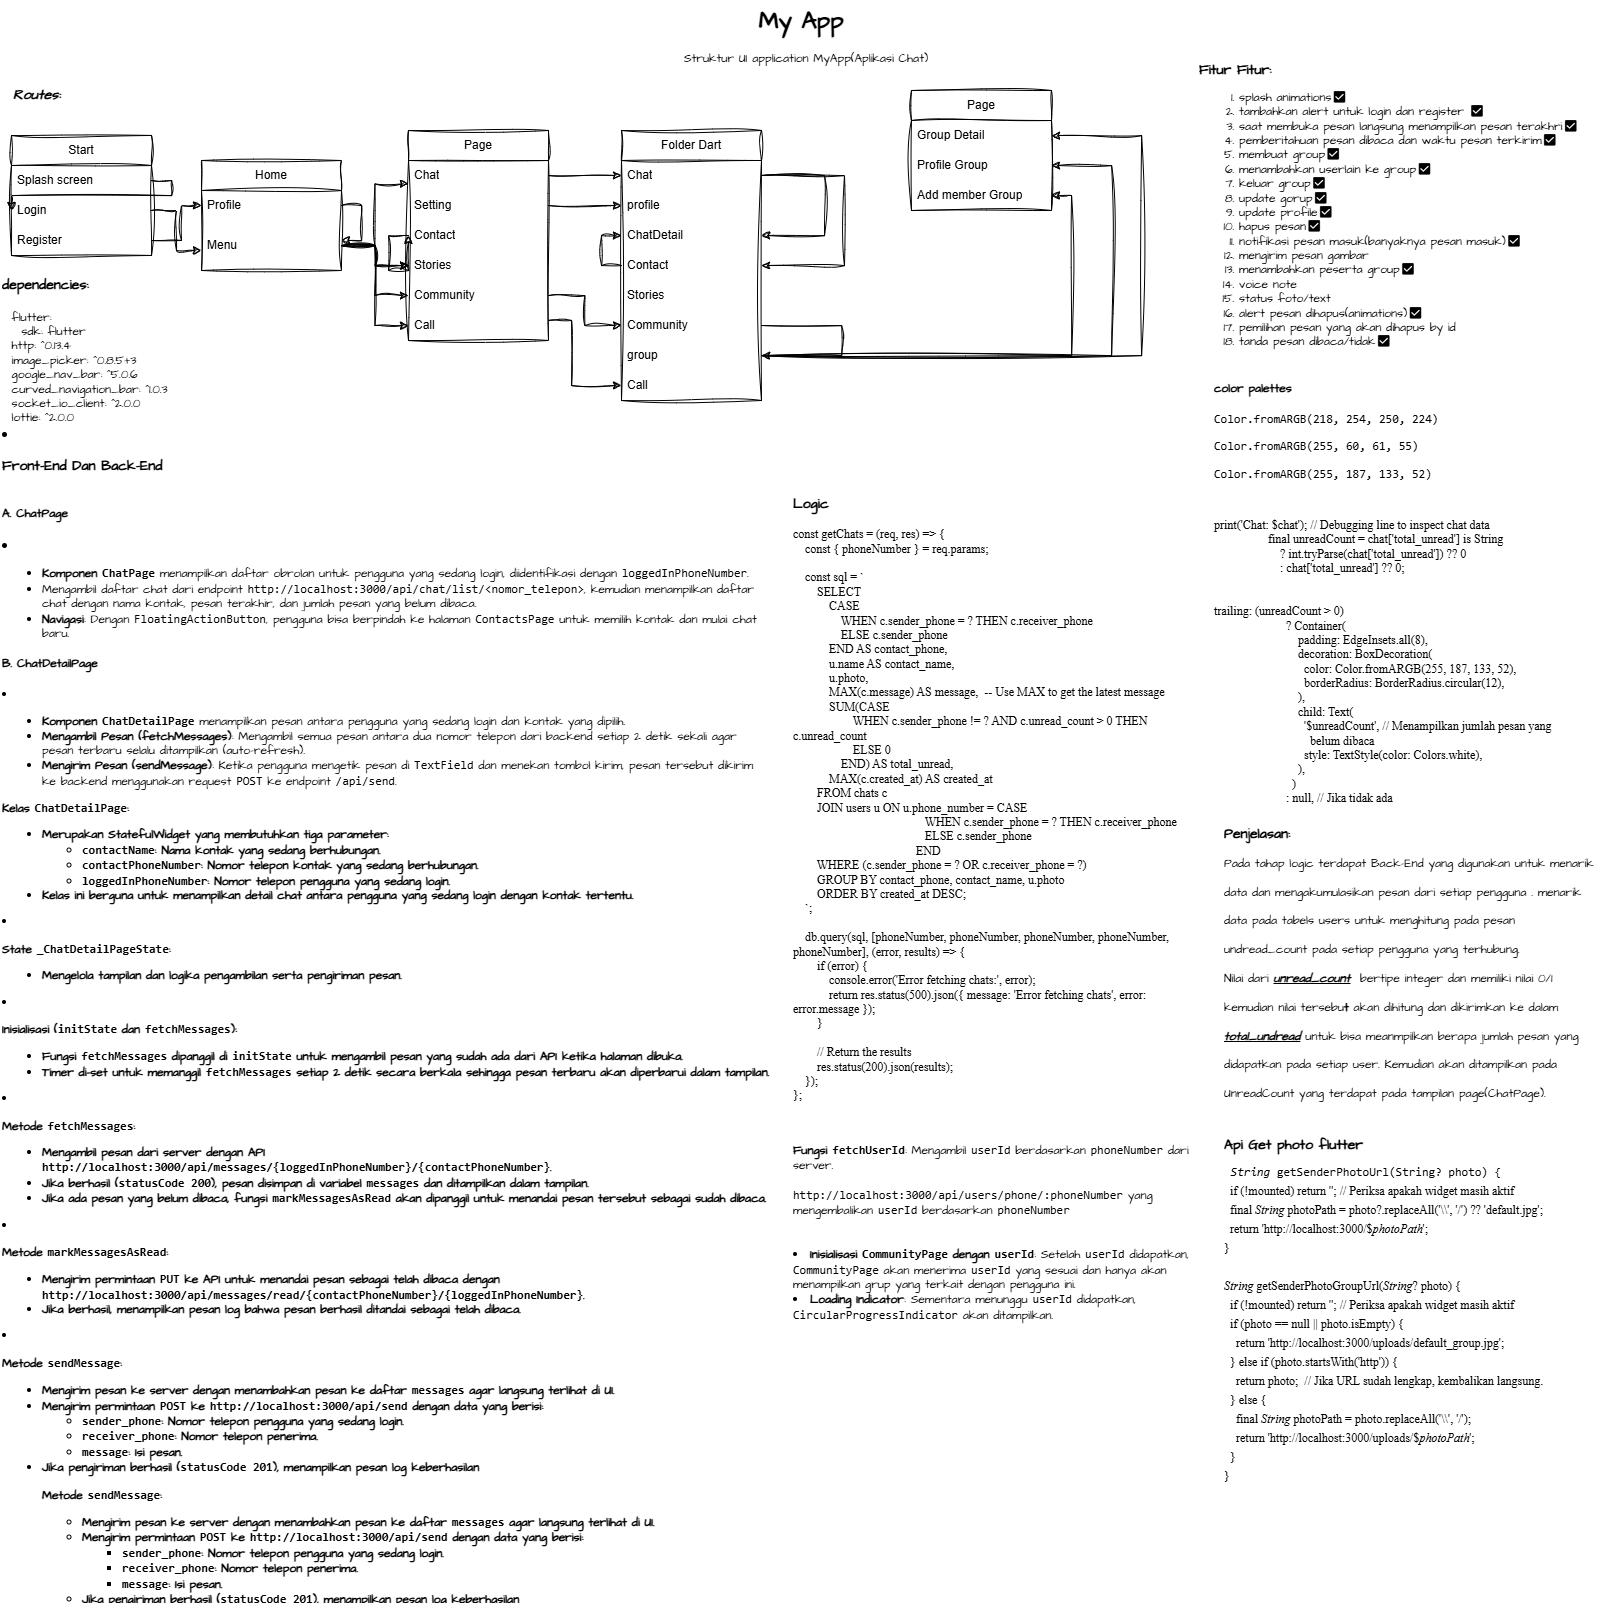 My App
Struktur UI application MyApp(Aplikasi Chat)
Routes:
Start
Splash screen
Login
Register
Home
Profile
Menu
Page
Chat
Setting
Contact
Stories
Community
Call
Folder Dart
Chat
profile
ChatDetail
Contact
Stories
Community
group
Call
Page
Group Detail
Profile Group
Add member Group
Fitur Fitur:
1. splash animations ☑
2. tambahkan alert untuk login dan register ☑
3. saat membuka pesan langsung menampilkan pesan terakhri ☑
4. pemberitahuan pesan dibaca dan waktu pesan terkirim ☑
5. membuat group ☑
6. menambahkan userlain ke group ☑
7. keluar group ☑
8. update gorup ☑
9. update profile ☑
10. hapus pesan ☑
11. notifikasi pesan masuk(banyaknya pesan masuk) ☑
12. mengirim pesan gambar
13. menambahkan peserta group ☑
14. voice note
15. status foto/text
16. alert pesan dihapus(animations) ☑
17. pemilihan pesan yang akan dihapus by id
18. tanda pesan dibaca/tidak ☑
dependencies:
flutter:
sdk: flutter
http: ^0.13.4
image_picker: ^0.8.5+3
google_nav_bar: ^5.0.6
curved_navigation_bar: ^1.0.3
socket_io_client: ^2.0.0
lottie: ^2.0.0
color palettes
Color.fromARGB(218, 254, 250, 224)
Color.fromARGB(255, 60, 61, 55)
Color.fromARGB(255, 187, 133, 52)
Front-End Dan Back-End
A. ChatPage
• Komponen ChatPage menampilkan daftar obrolan untuk pengguna yang sedang login, diidentifikasi dengan loggedInPhoneNumber.
• Mengambil daftar chat dari endpoint http://localhost:3000/api/chat/list/<nomor_telepon>, kemudian menampilkan daftar
chat dengan nama kontak, pesan terakhir, dan jumlah pesan yang belum dibaca.
• Navigasi: Dengan FloatingActionButton, pengguna bisa berpindah ke halaman ContactsPage untuk memilih kontak dan mulai chat
baru.
B. ChatDetailPage
• Komponen ChatDetailPage menampilkan pesan antara pengguna yang sedang login dan kontak yang dipilih.
• Mengambil Pesan (fetchMessages): Mengambil semua pesan antara dua nomor telepon dari backend setiap 2 detik sekali agar
pesan terbaru selalu ditampilkan (auto-refresh).
• Mengirim Pesan (sendMessage): Ketika pengguna mengetik pesan di TextField dan menekan tombol kirim, pesan tersebut dikirim
ke backend menggunakan request POST ke endpoint /api/send.
Kelas ChatDetailPage:
• Merupakan StatefulWidget yang membutuhkan tiga parameter:
contactName: Nama kontak yang sedang berhubungan.
contactPhoneNumber: Nomor telepon kontak yang sedang berhubungan.
loggedInPhoneNumber: Nomor telepon pengguna yang sedang login.
• Kelas ini berguna untuk menampilkan detail chat antara pengguna yang sedang login dengan kontak tertentu.
State _ChatDetailPageState:
• Mengelola tampilan dan logika pengambilan serta pengiriman pesan.
Inisialisasi (initState dan fetchMessages):
• Fungsi fetchMessages dipanggil di initState untuk mengambil pesan yang sudah ada dari API ketika halaman dibuka.
• Timer di-set untuk memanggil fetchMessages setiap 2 detik secara berkala sehingga pesan terbaru akan diperbarui dalam tampilan.
Metode fetchMessages:
• Mengambil pesan dari server dengan API
http://localhost:3000/api/messages/{loggedInPhoneNumber}/{contactPhoneNumber}.
• Jika berhasil (statusCode 200), pesan disimpan di variabel messages dan ditampilkan dalam tampilan.
• Jika ada pesan yang belum dibaca, fungsi markMessagesAsRead akan dipanggil untuk menandai pesan tersebut sebagai sudah dibaca.
Metode markMessagesAsRead:
• Mengirim permintaan PUT ke API untuk menandai pesan sebagai telah dibaca dengan
http://localhost:3000/api/messages/read/{contactPhoneNumber}/{loggedInPhoneNumber}.
• Jika berhasil, menampilkan pesan log bahwa pesan berhasil ditandai sebagai telah dibaca.
Metode sendMessage:
• Mengirim pesan ke server dengan menambahkan pesan ke daftar messages agar langsung terlihat di UI.
• Mengirim permintaan POST ke http://localhost:3000/api/send dengan data yang berisi:
sender_phone: Nomor telepon pengguna yang sedang login.
receiver_phone: Nomor telepon penerima.
message: Isi pesan.
• Jika pengiriman berhasil (statusCode 201), menampilkan pesan log keberhasilan
Metode sendMessage:
Mengirim pesan ke server dengan menambahkan pesan ke daftar messages agar langsung terlihat di UI.
Mengirim permintaan POST ke http://localhost:3000/api/send dengan data yang berisi:
sender_phone: Nomor telepon pengguna yang sedang login.
receiver_phone: Nomor telepon penerima.
message: Isi pesan.
Jika pengiriman berhasil (statusCode 201), menampilkan pesan log keberhasilan
Logic
const getChats = (req, res) => {
const { phoneNumber } = req.params;
const sql = `
SELECT
CASE
WHEN c.sender_phone = ? THEN c.receiver_phone
ELSE c.sender_phone
END AS contact_phone,
u.name AS contact_name,
u.photo,
MAX(c.message) AS message,  -- Use MAX to get the latest message
SUM(CASE
WHEN c.sender_phone != ? AND c.unread_count > 0 THEN
c.unread_count
ELSE 0
END) AS total_unread,
MAX(c.created_at) AS created_at
FROM chats c
JOIN users u ON u.phone_number = CASE
WHEN c.sender_phone = ? THEN c.receiver_phone
ELSE c.sender_phone
END
WHERE (c.sender_phone = ? OR c.receiver_phone = ?)
GROUP BY contact_phone, contact_name, u.photo
ORDER BY created_at DESC;
`;
db.query(sql, [phoneNumber, phoneNumber, phoneNumber, phoneNumber,
phoneNumber], (error, results) => {
if (error) {
console.error('Error fetching chats:', error);
return res.status(500).json({ message: 'Error fetching chats', error:
error.message });
}
// Return the results
res.status(200).json(results);
});
};
Fungsi fetchUserId: Mengambil userId berdasarkan phoneNumber dari
server.
http://localhost:3000/api/users/phone/:phoneNumber yang
mengembalikan userId berdasarkan phoneNumber
• Inisialisasi CommunityPage dengan userId: Setelah userId didapatkan,
CommunityPage akan menerima userId yang sesuai dan hanya akan
menampilkan grup yang terkait dengan pengguna ini.
• Loading Indicator: Sementara menunggu userId didapatkan,
CircularProgressIndicator akan ditampilkan.
print('Chat: $chat'); // Debugging line to inspect chat data
final unreadCount = chat['total_unread'] is String
? int.tryParse(chat['total_unread']) ?? 0
: chat['total_unread'] ?? 0;
trailing: (unreadCount > 0)
? Container(
padding: EdgeInsets.all(8),
decoration: BoxDecoration(
color: Color.fromARGB(255, 187, 133, 52),
borderRadius: BorderRadius.circular(12),
),
child: Text(
'$unreadCount', // Menampilkan jumlah pesan yang
belum dibaca
style: TextStyle(color: Colors.white),
),
)
: null, // Jika tidak ada
Penjelasan:
Pada tahap logic terdapat Back-End yang digunakan untuk menarik
data dan mengakumulasikan pesan dari setiap pengguna . menarik
data pada tabels users untuk menghitung pada pesan
undread_count pada setiap pengguna yang terhubung.
Nilai dari unread_count bertipe integer dan memiliki nilai 0/1
kemudian nilai tersebut akan dihitung dan dikirimkan ke dalam
total_undread untuk bisa meanmpilkan berapa jumlah pesan yang
didapatkan pada setiap user. Kemudian akan ditampilkan pada
UnreadCount yang terdapat pada tampilan page(ChatPage).
Api Get photo flutter
String getSenderPhotoUrl(String? photo) {
if (!mounted) return ''; // Periksa apakah widget masih aktif
final String photoPath = photo?.replaceAll('\\', '/') ?? 'default.jpg';
return 'http://localhost:3000/$photoPath';
}
String getSenderPhotoGroupUrl(String? photo) {
if (!mounted) return ''; // Periksa apakah widget masih aktif
if (photo == null || photo.isEmpty) {
return 'http://localhost:3000/uploads/default_group.jpg';
} else if (photo.startsWith('http')) {
return photo;  // Jika URL sudah lengkap, kembalikan langsung.
} else {
final String photoPath = photo.replaceAll('\\', '/');
return 'http://localhost:3000/uploads/$photoPath';
}
}